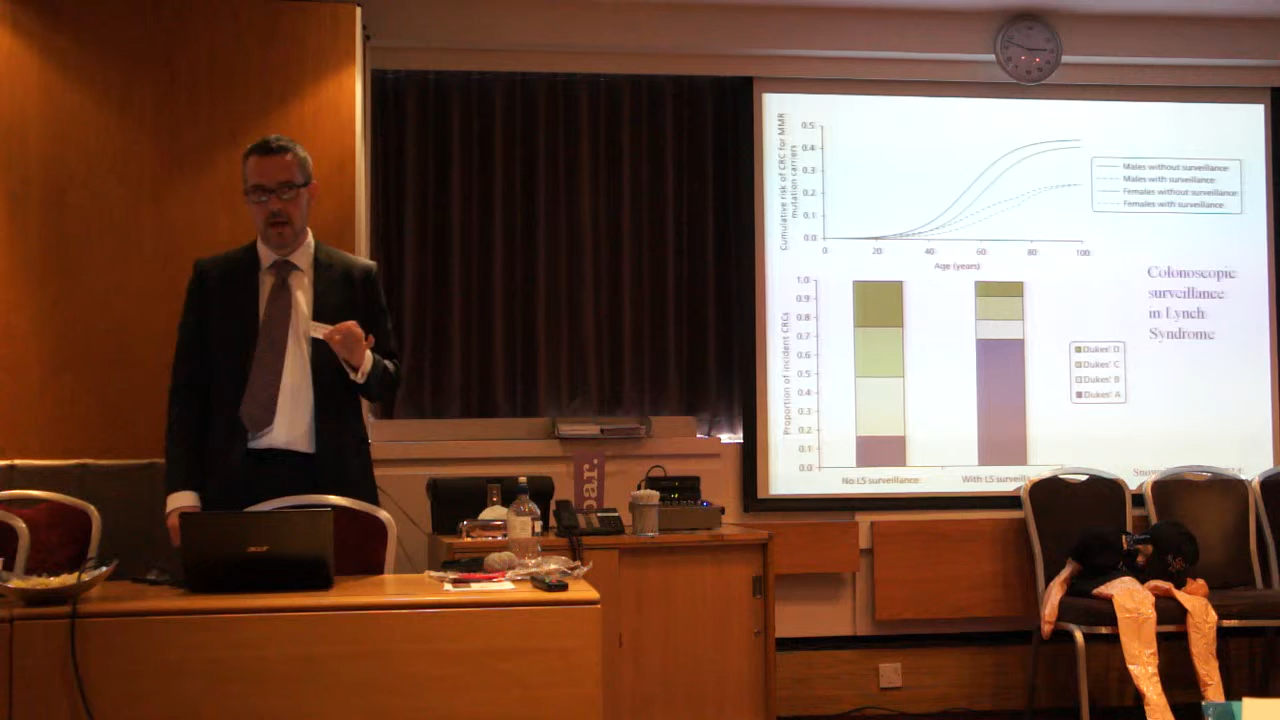 0.5
0.4
0.3
0.2
0.1
0.0
Cumulative risk of CRC for MMR
mutation carriers
0
20
40
60
80
100
Age (years)
Males without surveillance
Males with surveillance
Females without surveillance
Females with surveillance
Colonoscopic
surveillance
in Lynch
Syndrome
1.0
0.9
0.8
0.7
0.6
0.5
0.4
0.3
0.2
0.1
0.0
Proportion of incident CRCs
No LS surveillance
With LS
Dukes' D
Dukes' C
Dukes' B
Dukes' A
bar.
acer